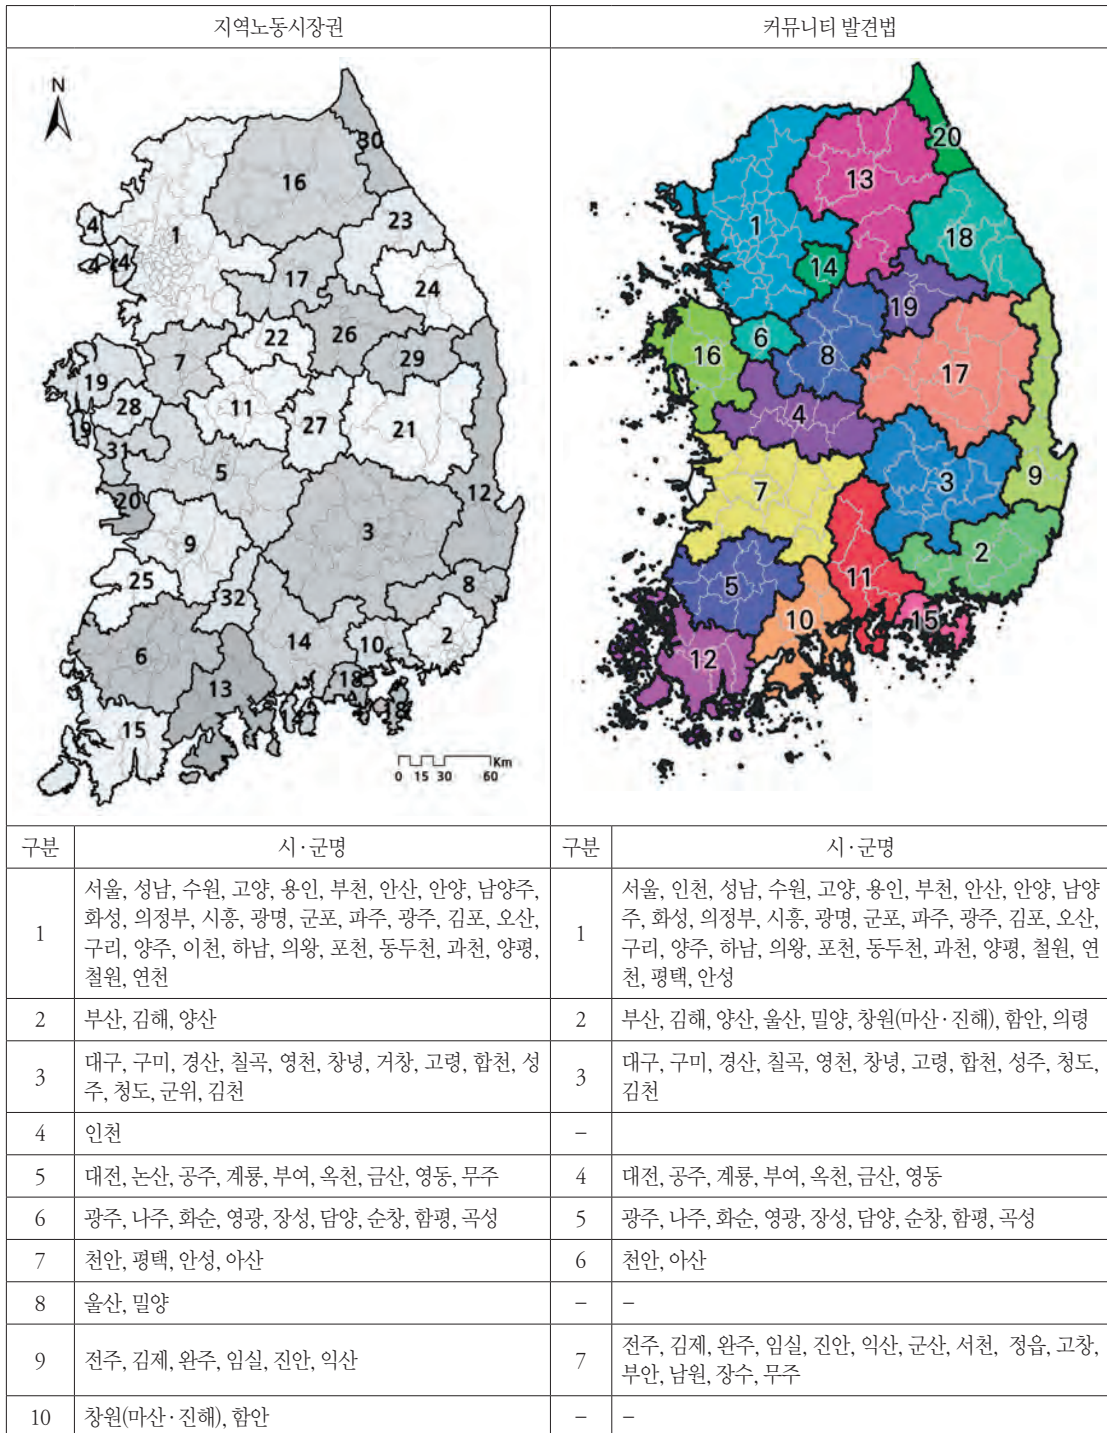 지역노동시장권
커뮤니티 발견법
N
30
16
4
1
23
4
4
17
24
22
26
7
29
19
11
28
27
21
19
31
5
20
12
3
9
25
8
32
2
14
10
6
18
13
14
18
15
Km
0 15 30 60
20
13
1
18
14
19
6
16
8
17
4
3
9
7
2
5
11
10
15
12
구분
시·군명
구분
시·군명
1
서울, 성남, 수원, 고양, 용인, 부천, 안산, 안양, 남양주,
화성, 의정부, 시흥, 광명, 군포, 파주, 광주, 김포, 오산,
구리, 양주, 이천, 하남, 의왕, 포천, 동두천, 과천, 양평,
철원, 연천
1
서울, 인천, 성남, 수원, 고양, 용인, 부천, 안산, 안양, 남양
주, 화성, 의정부, 시흥, 광명, 군포, 파주, 광주, 김포, 오산,
구리, 양주, 하남, 의왕, 포천, 동두천, 과천, 양평, 철원, 연
천, 평택, 안성
2
부산, 김해, 양산
2
부산, 김해, 양산, 울산, 밀양, 창원(마산·진해), 함안, 의령
3
대구, 구미, 경산, 칠곡, 영천, 창녕, 거창, 고령, 합천, 성
주, 청도, 군위, 김천
3
대구, 구미, 경산, 칠곡, 영천, 창녕, 고령, 합천, 성주, 청도,
김천
4
인천
–
5
대전, 논산, 공주, 계룡, 부여, 옥천, 금산, 영동, 무주
4
대전, 공주, 계룡, 부여, 옥천, 금산, 영동
6
광주, 나주, 화순, 영광, 장성, 담양, 순창, 함평, 곡성
5
광주, 나주, 화순, 영광, 장성, 담양, 순창, 함평, 곡성
7
천안, 평택, 안성, 아산
6
천안, 아산
8
울산, 밀양
–
–
9
전주, 김제, 완주, 임실, 진안, 익산
7
전주, 김제, 완주, 임실, 진안, 익산, 군산, 서천, 정읍, 고창,
부안, 남원, 장수, 무주
10
창원(마산·진해), 함안
–
–